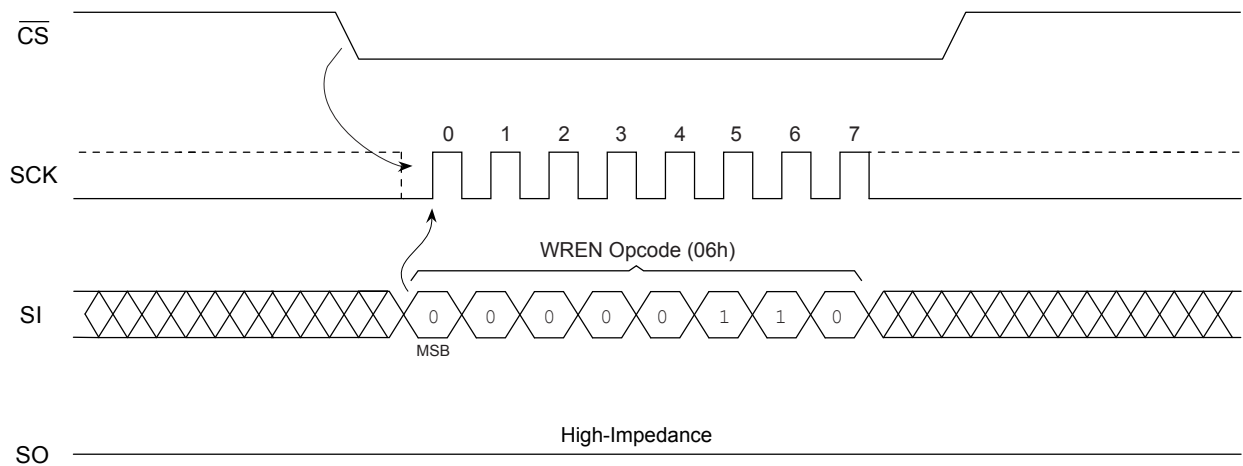 CS
0 1 2 3 4 5 6 7
SCK
WREN Opcode (06h)
SI
0 0 0 0 0 1 1 0
MSB
High-Impedance
SO